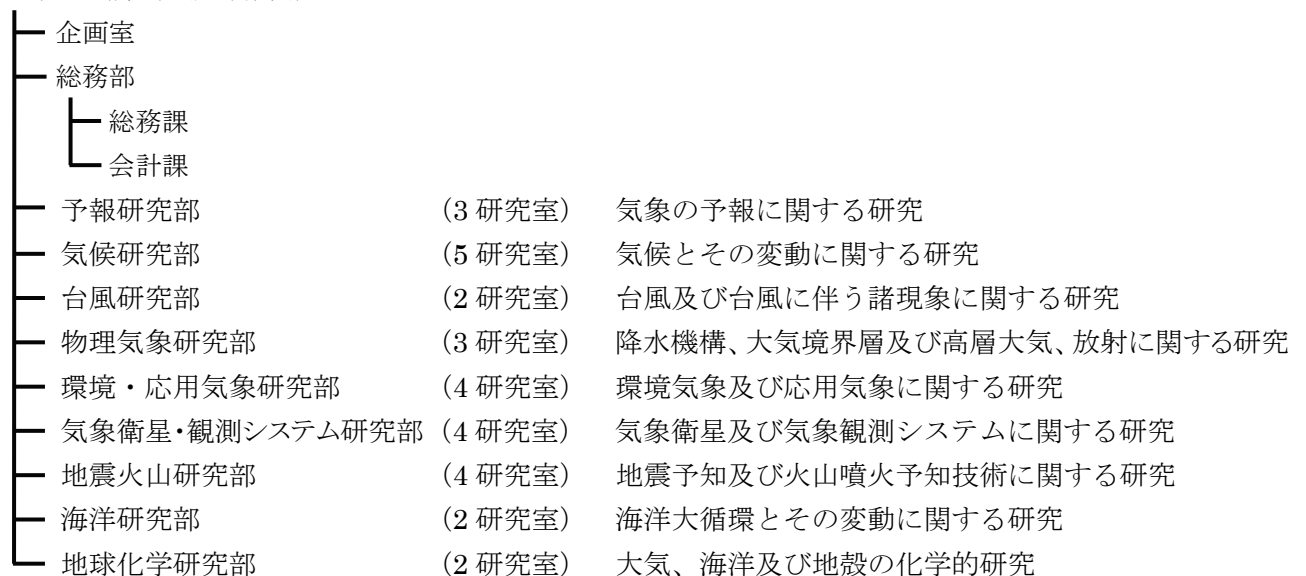 企画室
総務部
総務課
会計課
予報研究部 （3 研究室） 気象の予報に関する研究
気候研究部 （5 研究室） 気候とその変動に関する研究
台風研究部 （2 研究室） 台風及び台風に伴う諸現象に関する研究
物理気象研究部 （3 研究室） 降水機構、大気境界層及び高層大気、放射に関する研究
環境・応用気象研究部 （4 研究室） 環境気象及び応用気象に関する研究
気象衛星・観測システム研究部 （4 研究室） 気象衛星及び気象観測システムに関する研究
地震火山研究部 （4 研究室） 地震予知及び火山噴火予知技術に関する研究
海洋研究部 （2 研究室） 海洋大循環とその変動に関する研究
地球化学研究部 （2 研究室） 大気、海洋及び地殻の化学的研究